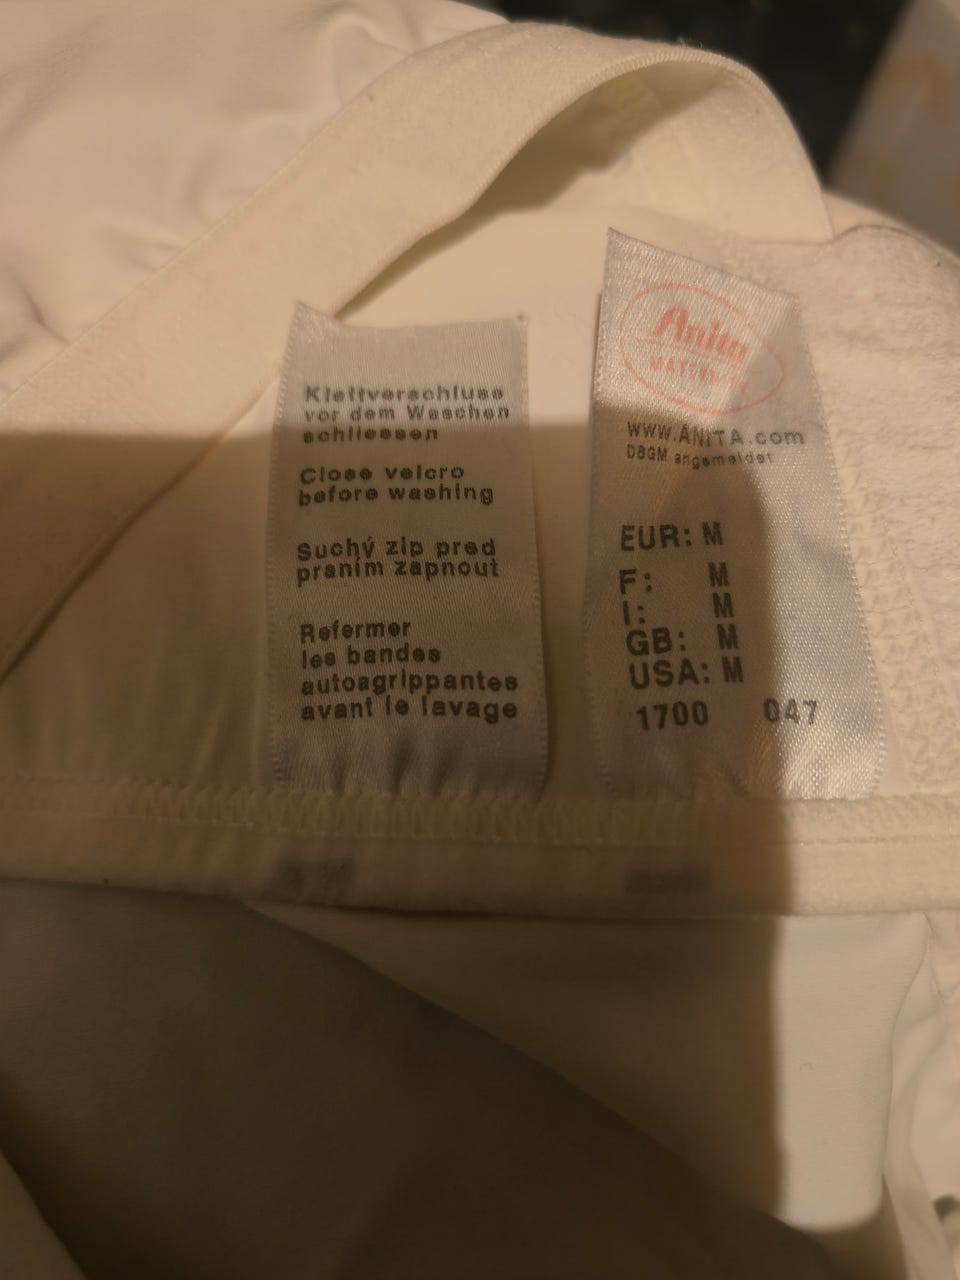 Klettverschluss
vor dem Waschen
schliessen
Close velcro
before washing
Suchý zip pred
praním zapnout
Refermer
les bandes
autoagrippantes
avant le lavage
Anita
www.ANITA.com
DBGM angemeldet
EUR: M
F: M
I: M
GB: M
USA: M
1700 047